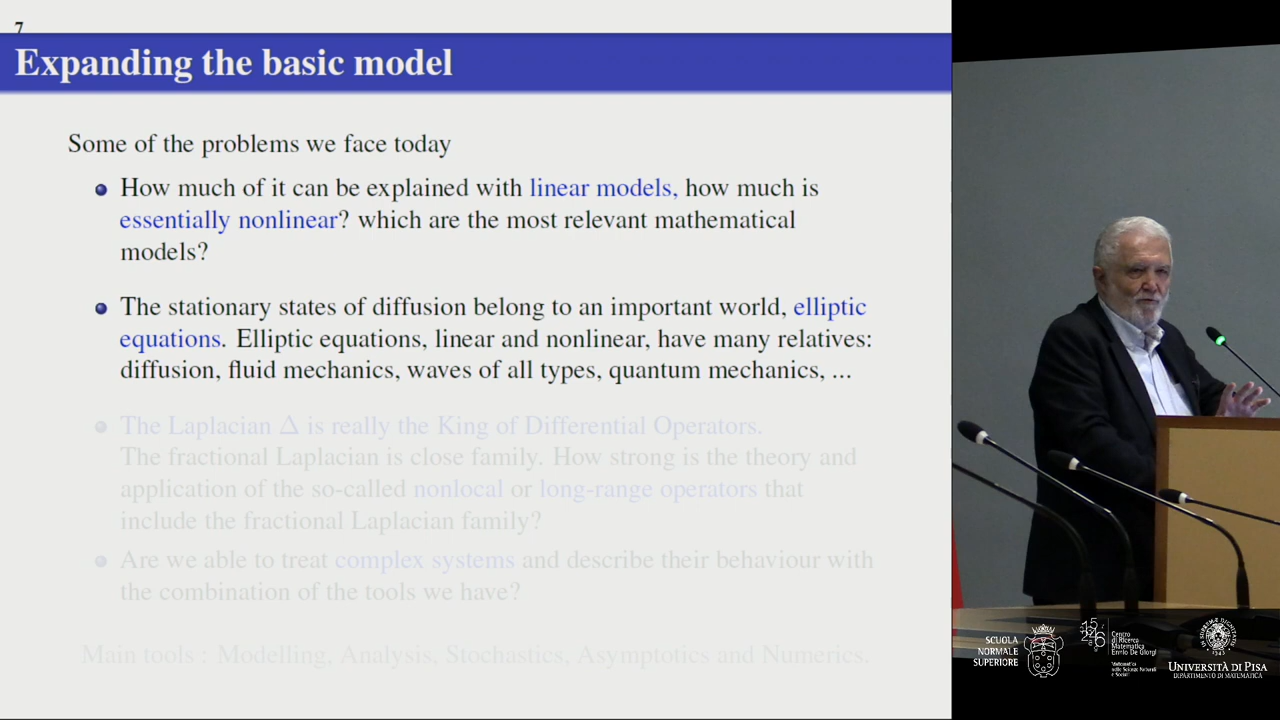 7
Expanding the basic model
Some of the problems we face today
How much of it can be explained with linear models, how much is
essentially nonlinear? which are the most relevant mathematical
models?
The stationary states of diffusion belong to an important world, elliptic
equations. Elliptic equations, linear and nonlinear, have many relatives:
diffusion, fluid mechanics, waves of all types, quantum mechanics, ...
The Laplacian Δ is really the King of Differential Operators.
The fractional Laplacian is close family. How strong is the theory and
application of the so-called nonlocal or long-range operators that
include the fractional Laplacian family?
Are we able to treat complex systems and describe their behaviour with
the combination of the tools we have?
Main tools : Modelling, Analysis, Stochastics, Asymptotics and Numerics.
SCUOLA
NORMALE
SUPERIORE
Centro
di Ricerca
Matematica
Ennio De Giorgi
UNIVERSITÀ DI PISA
DIPARTIMENTO DI MATEMATICA